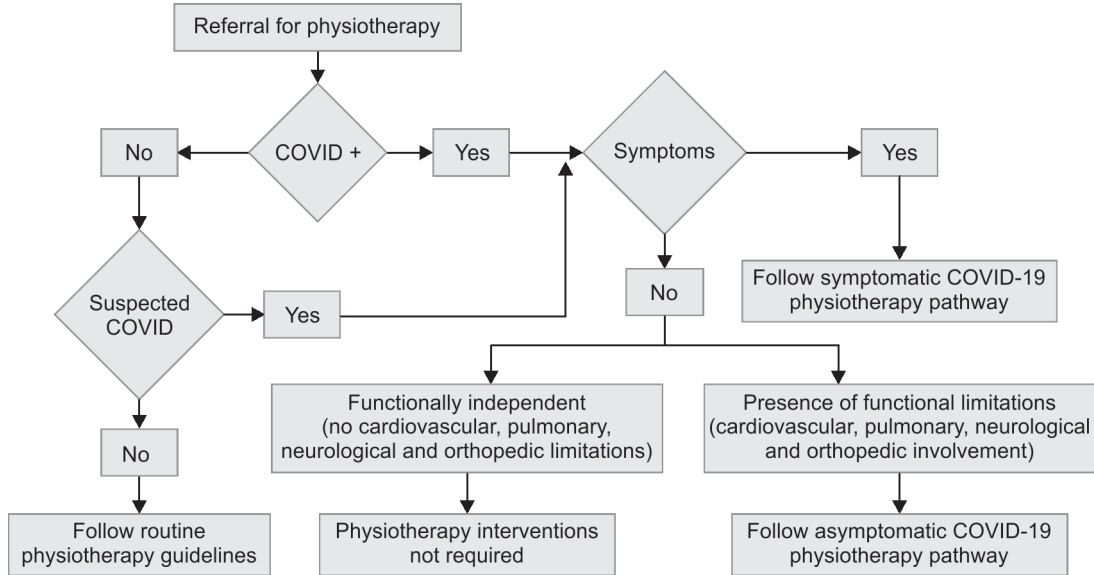 Referral for physiotherapy
No
COVID +
Yes
Symptoms
Yes
Suspected
COVID
Yes
No
Follow symptomatic COVID-19
physiotherapy pathway
No
Functionally independent
(no cardiovascular, pulmonary,
neurological and orthopedic limitations)
Presence of functional limitations
(cardiovascular, pulmonary, neurological
and orthopedic involvement)
Follow routine
physiotherapy guidelines
Physiotherapy interventions
not required
Follow asymptomatic COVID-19
physiotherapy pathway